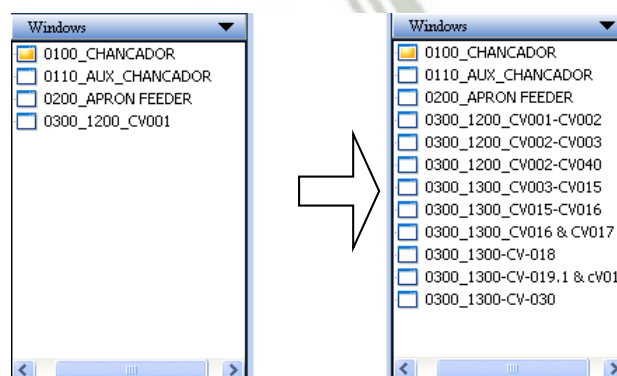 Windows
0100_CHANCADOR
0110_AUX_CHANCADOR
0200_APRON FEEDER
0300_1200_CV001
Windows
0100_CHANCADOR
0110_AUX_CHANCADOR
0200_APRON FEEDER
0300_1200_CV001-CV002
0300_1200_CV002-CV003
0300_1200_CV002-CV040
0300_1300_CV003-CV015
0300_1300_CV015-CV016
0300_1300_CV016 & CV017
0300_1300-CV-018
0300_1300-CV-019.1 & cV01
0300_1300-CV-030